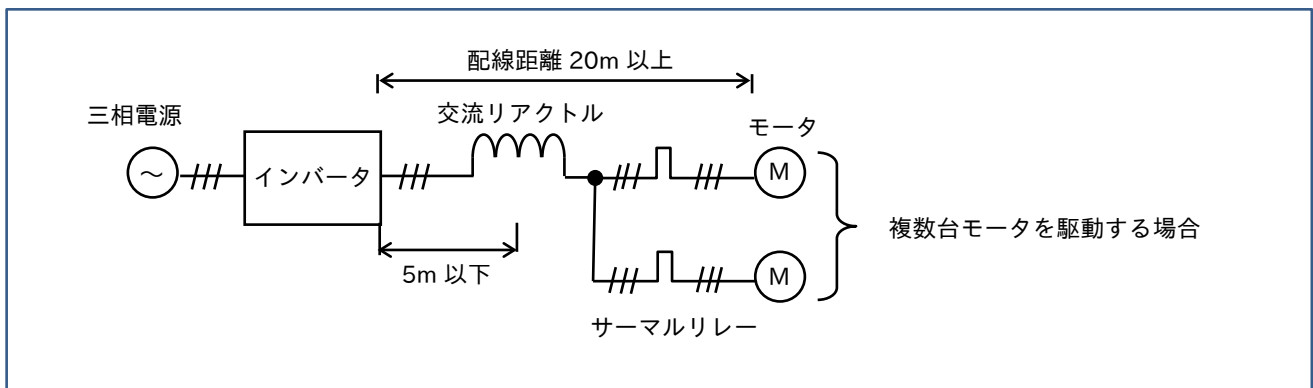 配線距離 20m 以上
三相電源
交流リアクトル
モータ
～
インバータ
M
複数台モータを駆動する場合
5m 以下
M
サーマルリレー